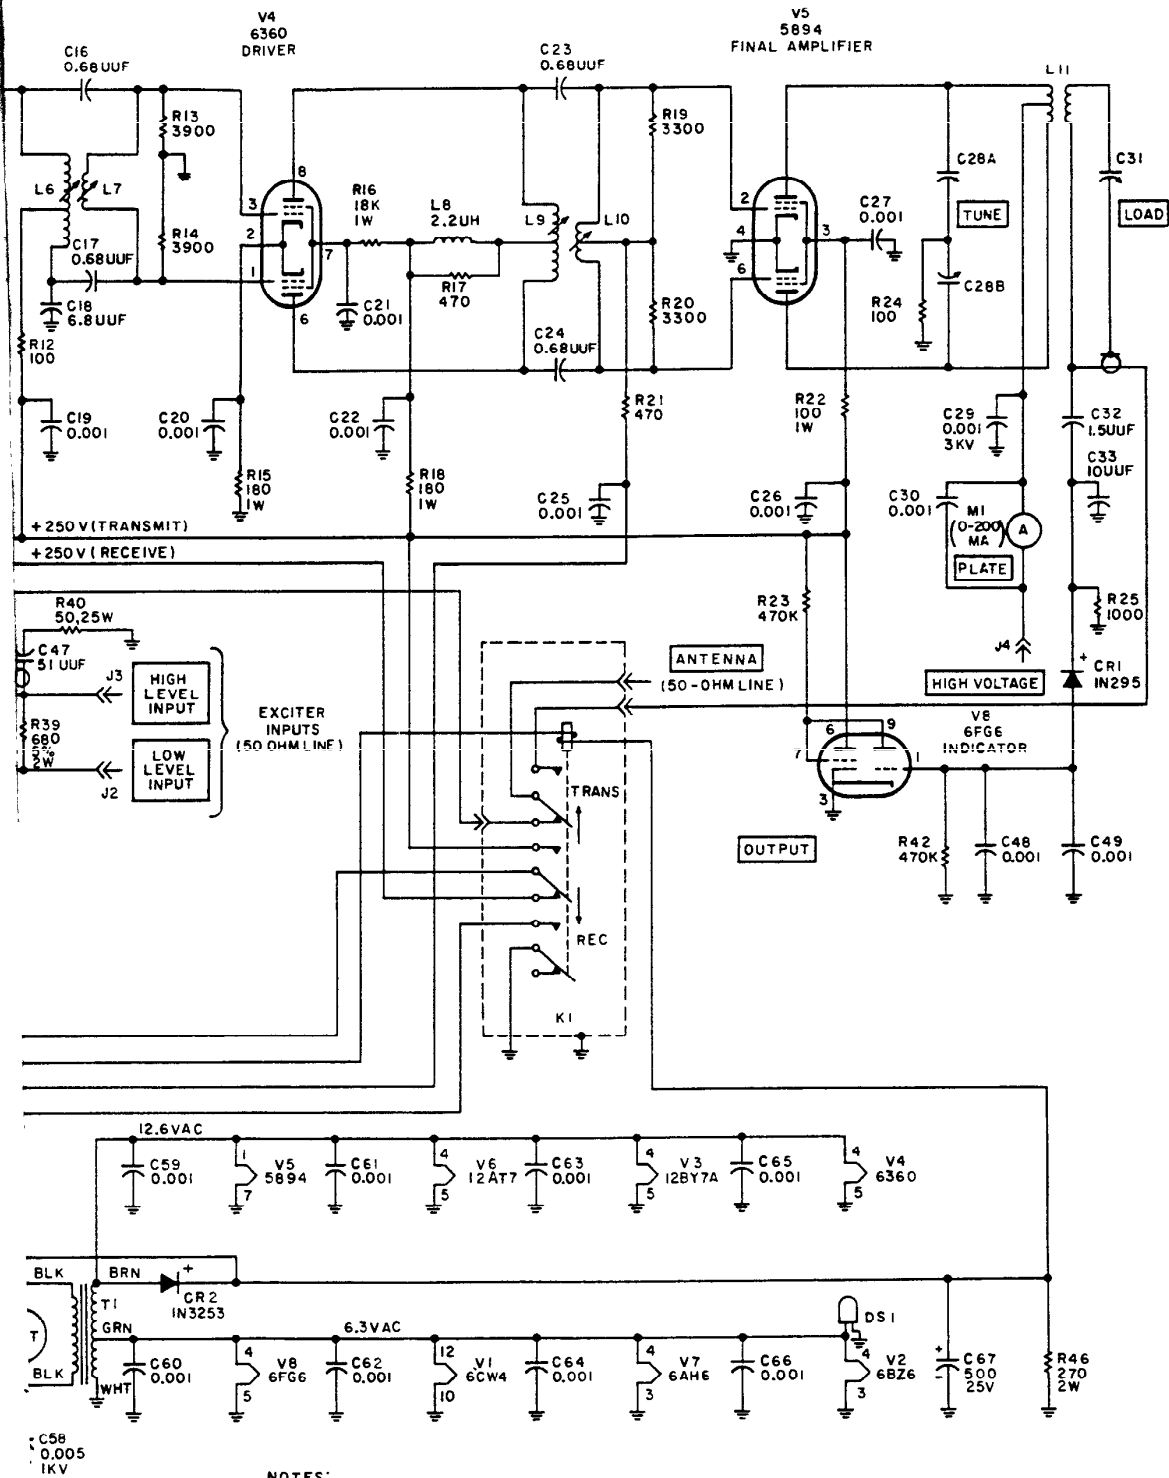 V4
6360
DRIVER
V5
5894
FINAL AMPLIFIER
C16
0.68UUF
C23
0.68UUF
L11
R13
3900
R19
3300
C28A
C31
L6
L7
3
8
R16
18K
1W
L8
2.2UH
L9
L10
2
C27
0.001
TUNE
LOAD
C17
0.68UUF
R14
3900
2
7
4
3
1
R17
470
6
C18
6.8UUF
6
C21
0.001
R20
3300
R24
100
C28B
R12
100
C24
0.68UUF
C19
0.001
C20
0.001
C22
0.001
R21
470
R22
100
1W
C29
0.001
3KV
C32
1.5UUF
C33
10UUF
R15
180
1W
R18
180
1W
C25
0.001
C26
0.001
C30
0.001
M1
(0-200)
MA
A
PLATE
+250V (TRANSMIT)
+250V (RECEIVE)
R23
470K
R25
1000
R40
50,25W
C47
51UUF
J3
HIGH
LEVEL
INPUT
ANTENNA
(50-OHM LINE)
J4
HIGH VOLTAGE
+
CR1
IN295
R39
680
5%
2W
EXCITER
INPUTS
(50 OHM LINE)
J2
LOW
LEVEL
INPUT
V8
6FG6
INDICATOR
6
9
7
1
3
TRANS
OUTPUT
R42
470K
C48
0.001
C49
0.001
REC
K1
12.6VAC
C59
0.001
1
V5
5894
7
C61
0.001
4
V6
12AT7
5
C63
0.001
4
V3
12BY7A
5
C65
0.001
4
V4
6360
5
BLK
BRN
+
CR2
IN3253
T1
GRN
T
BLK
WHT
6.3VAC
DS1
C60
0.001
4
V8
6FG6
5
C62
0.001
12
V1
6CW4
10
C64
0.001
4
V7
6AH6
3
C66
0.001
4
V2
6BZ6
3
+
-
C67
500
25V
R46
270
2W
C58
0.005
1KV
NOTES: